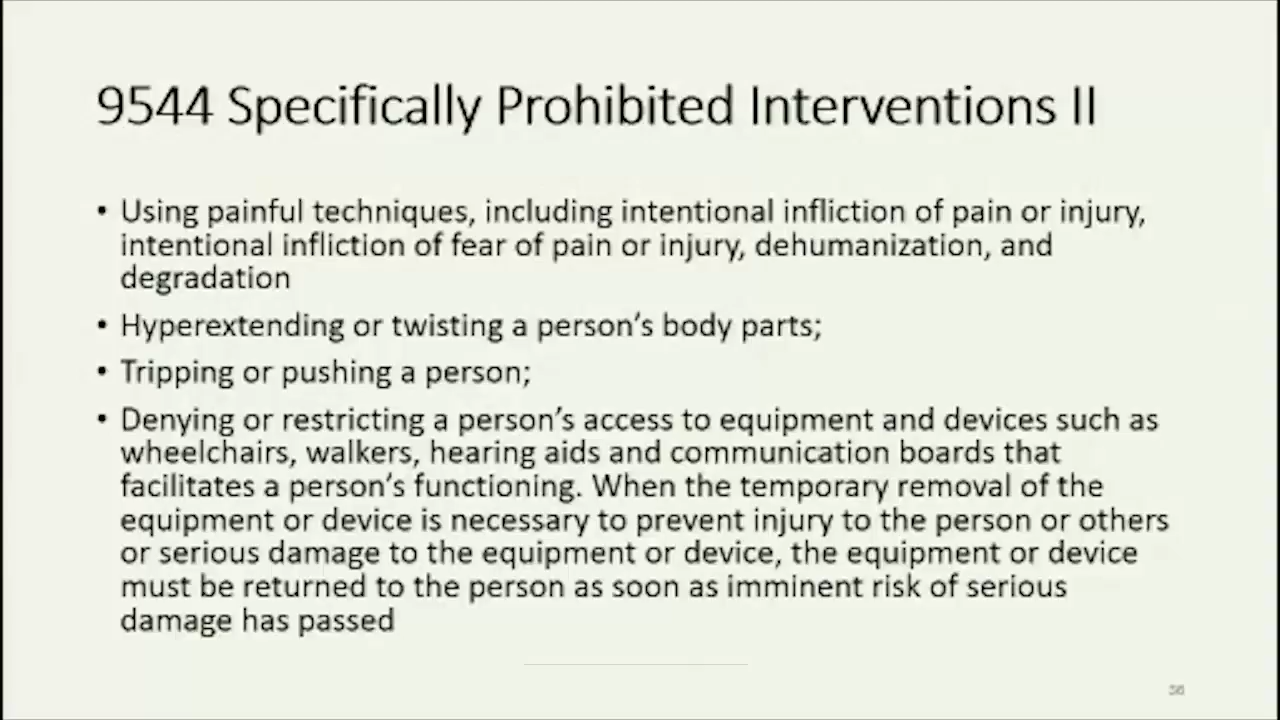 9544 Specifically Prohibited Interventions II
• Using painful techniques, including intentional infliction of pain or injury,
intentional infliction of fear of pain or injury, dehumanization, and
degradation
• Hyperextending or twisting a person's body parts;
• Tripping or pushing a person;
• Denying or restricting a person's access to equipment and devices such as
wheelchairs, walkers, hearing aids and communication boards that
facilitates a person's functioning. When the temporary removal of the
equipment or device is necessary to prevent injury to the person or others
or serious damage to the equipment or device, the equipment or device
must be returned to the person as soon as imminent risk of serious
damage has passed